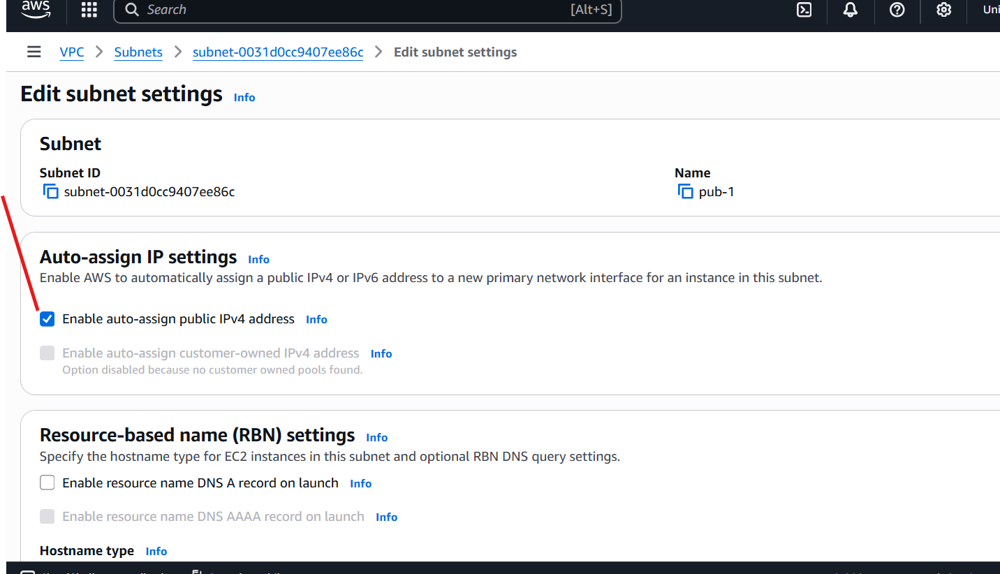 aws
Search [Alt+S]
VPC > Subnets > subnet-0031d0cc9407ee86c > Edit subnet settings
Edit subnet settings Info
Subnet
Subnet ID Name
subnet-0031d0cc9407ee86c pub-1
Auto-assign IP settings Info
Enable AWS to automatically assign a public IPv4 or IPv6 address to a new primary network interface for an instance in this subnet.
Enable auto-assign public IPv4 address Info
Enable auto-assign customer-owned IPv4 address Info
Option disabled because no customer owned pools found.
Resource-based name (RBN) settings Info
Specify the hostname type for EC2 instances in this subnet and optional RBN DNS query settings.
Enable resource name DNS A record on launch Info
Enable resource name DNS AAAA record on launch Info
Hostname type Info